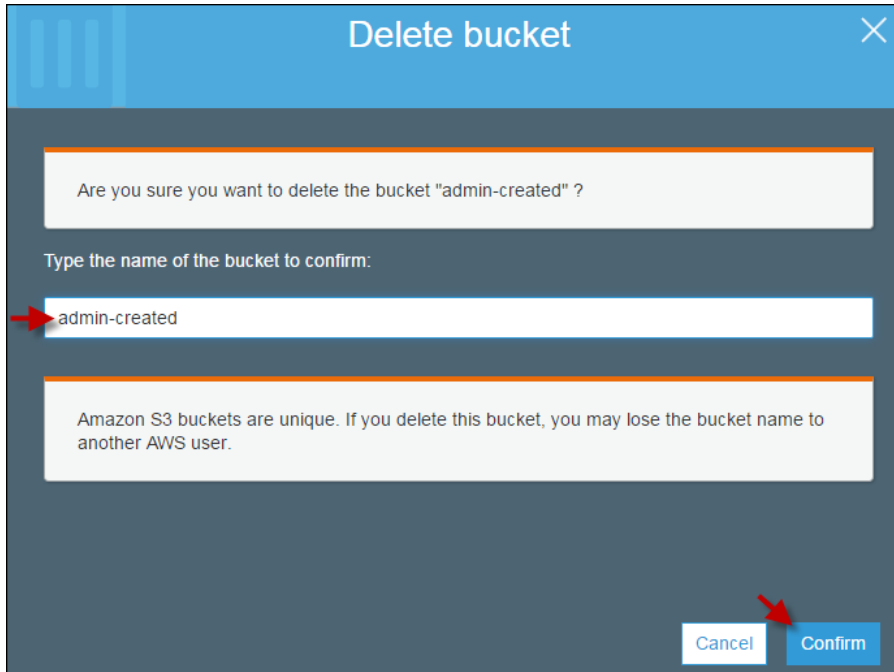 Delete bucket
Are you sure you want to delete the bucket "admin-created" ?
Type the name of the bucket to confirm:
admin-created
Amazon S3 buckets are unique. If you delete this bucket, you may lose the bucket name to
another AWS user.
Cancel Confirm